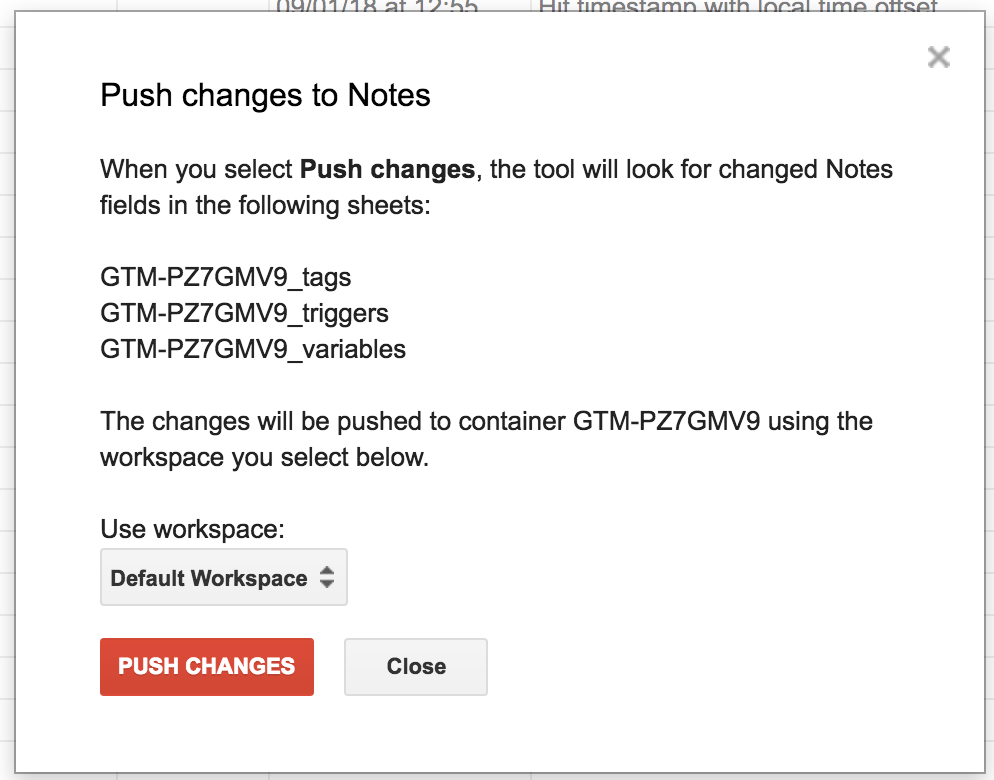 09/01/18 at 12:55
Hit timestamp with local time offset
Push changes to Notes
When you select Push changes, the tool will look for changed Notes
fields in the following sheets:
GTM-PZ7GMV9_tags
GTM-PZ7GMV9_triggers
GTM-PZ7GMV9_variables
The changes will be pushed to container GTM-PZ7GMV9 using the
workspace you select below.
Use workspace:
Default Workspace
PUSH CHANGES
Close